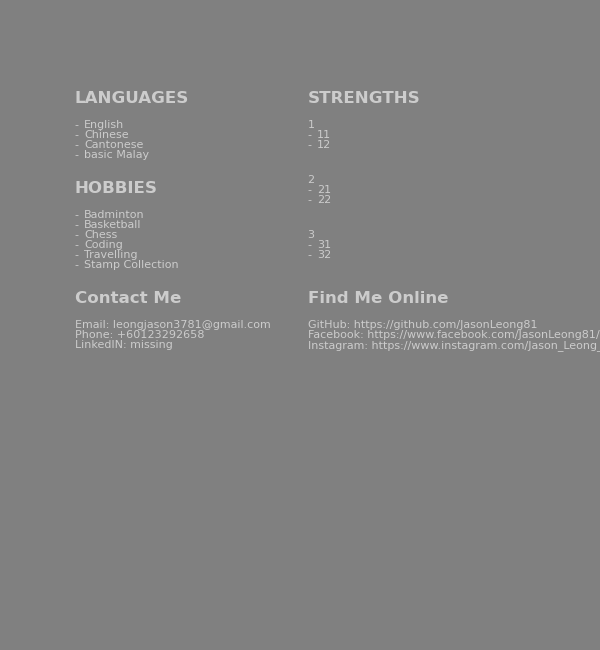 LANGUAGES
- English
- Chinese
- Cantonese
- basic Malay
HOBBIES
- Badminton
- Basketball
- Chess
- Coding
- Travelling
- Stamp Collection
STRENGTHS
1
- 11
- 12
2
- 21
- 22
3
- 31
- 32
Contact Me
Email: leongjason3781@gmail.com
Phone: +60123292658
LinkedIN: missing
Find Me Online
GitHub: https://github.com/JasonLeong81
Facebook: https://www.facebook.com/JasonLeong81/
Instagram: https://www.instagram.com/Jason_Leong_